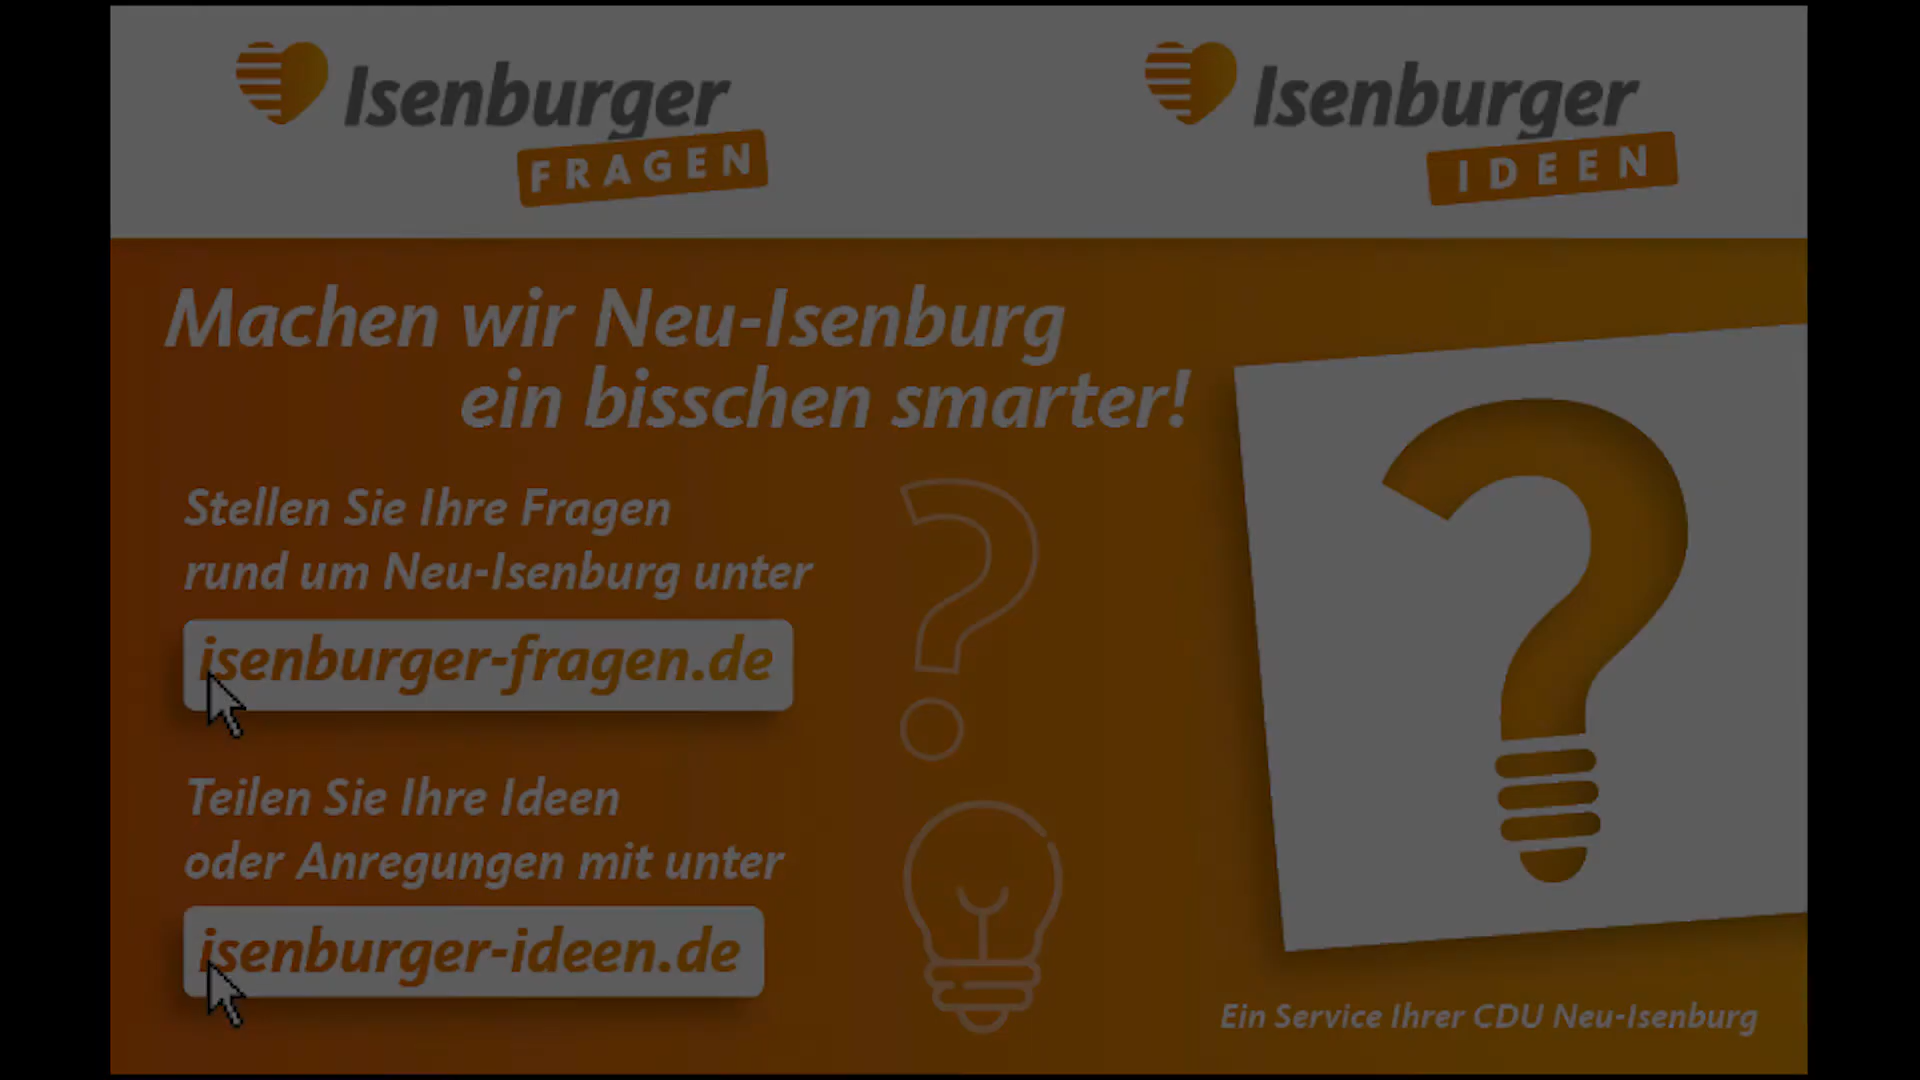 Isenburger
FRAGEN
Isenburger
IDEEN
Machen wir Neu-Isenburg
ein bisschen smarter!
Stellen Sie Ihre Fragen
rund um Neu-Isenburg unter
isenburger-fragen.de
Teilen Sie Ihre Ideen
oder Anregungen mit unter
isenburger-ideen.de
Ein Service Ihrer CDU Neu-Isenburg